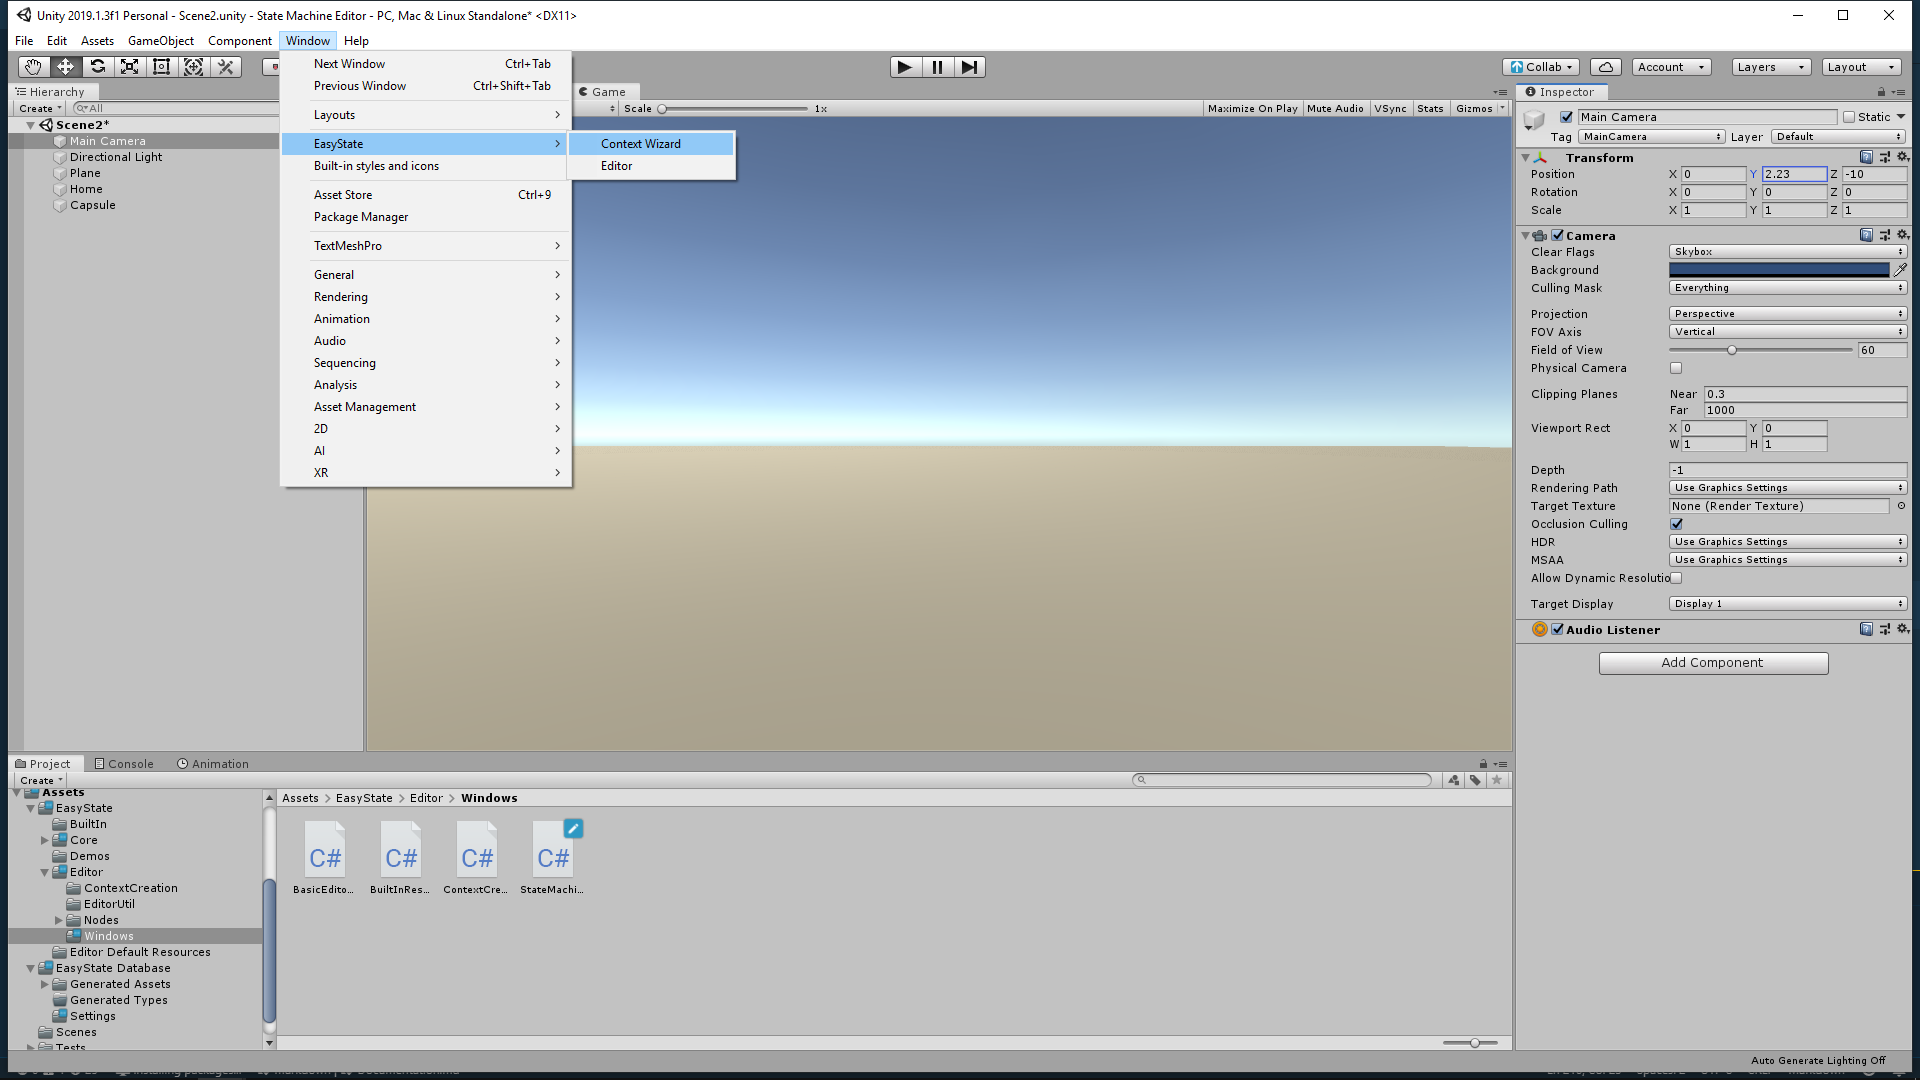 Unity 2019.1.3f1 Personal - Scene2.unity - State Machine Editor - PC, Mac & Linux Standalone* <DX11>
File Edit Assets GameObject Component Window Help
Collab Account Layers Layout
Hierarchy
Create All
Scene2*
Main Camera
Directional Light
Plane
Home
Capsule
Next Window Ctrl+Tab
Previous Window Ctrl+Shift+Tab
Layouts
EasyState
Built-in styles and icons
Asset Store Ctrl+9
Package Manager
TextMeshPro
General
Rendering
Animation
Audio
Sequencing
Analysis
Asset Management
2D
AI
XR
Context Wizard
Editor
Game
Scale 1x Maximize On Play Mute Audio VSync Stats Gizmos
Inspector
Main Camera Static
Tag MainCamera Layer Default
Transform
Position X 0 Y 2.23 Z -10
Rotation X 0 Y 0 Z 0
Scale X 1 Y 1 Z 1
Camera
Clear Flags Skybox
Background
Culling Mask Everything
Projection Perspective
FOV Axis Vertical
Field of View 60
Physical Camera
Clipping Planes Near 0.3
Far 1000
Viewport Rect X 0 Y 0
W 1 H 1
Depth -1
Rendering Path Use Graphics Settings
Target Texture None (Render Texture)
Occlusion Culling
HDR Use Graphics Settings
MSAA Use Graphics Settings
Allow Dynamic Resolutio
Target Display Display 1
Audio Listener
Add Component
Project Console Animation
Create
Assets
EasyState
BuiltIn
Core
Demos
Editor
ContextCreation
EditorUtil
Nodes
Windows
Editor Default Resources
EasyState Database
Generated Assets
Generated Types
Settings
Scenes
Tests
Assets > EasyState > Editor > Windows
C# C# C# C#
BasicEdito... BuiltInRes... ContextCre... StateMachi...
Auto Generate Lighting Off